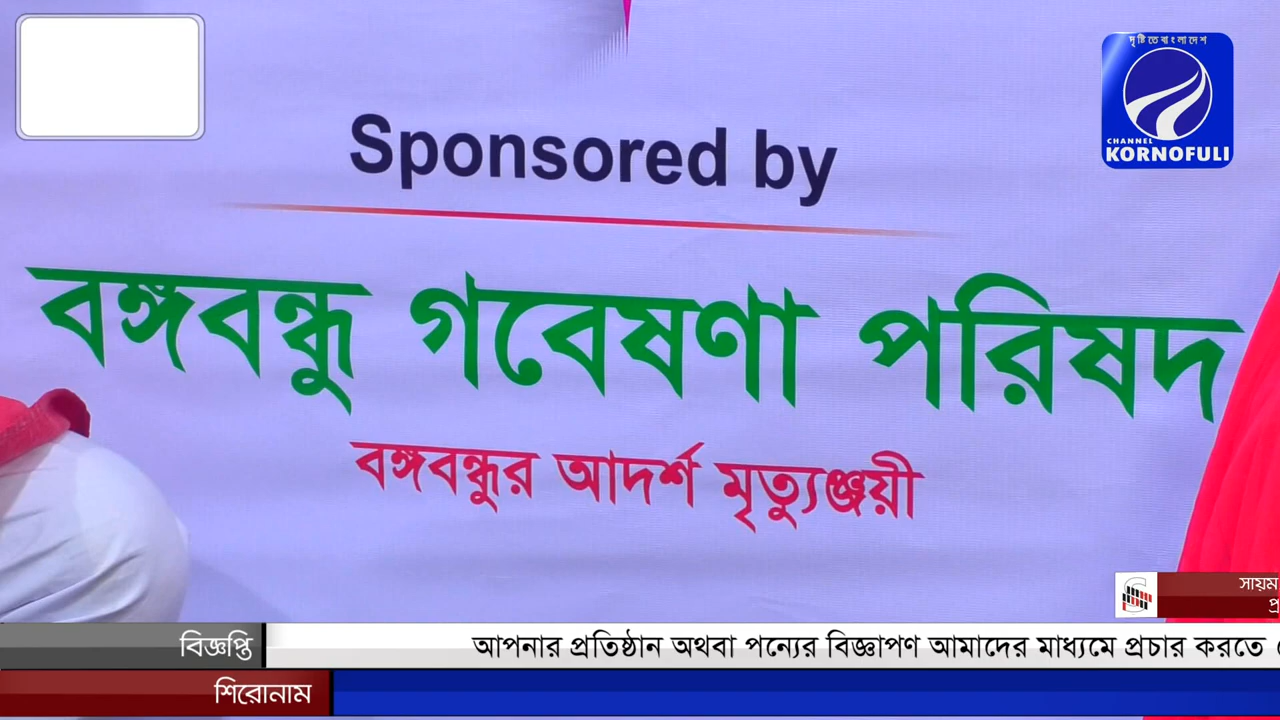 দৃষ্টিতে বাংলাদেশ
CHANNEL
KORNOFULI
Sponsored by
বঙ্গবন্ধু গবেষণা পরিষদ
বঙ্গবন্ধুর আদর্শ মৃত্যুঞ্জয়ী
বিজ্ঞপ্তি
আপনার প্রতিষ্ঠান অথবা পন্যের বিজ্ঞাপণ আমাদের মাধ্যমে প্রচার করতে
শিরোনাম